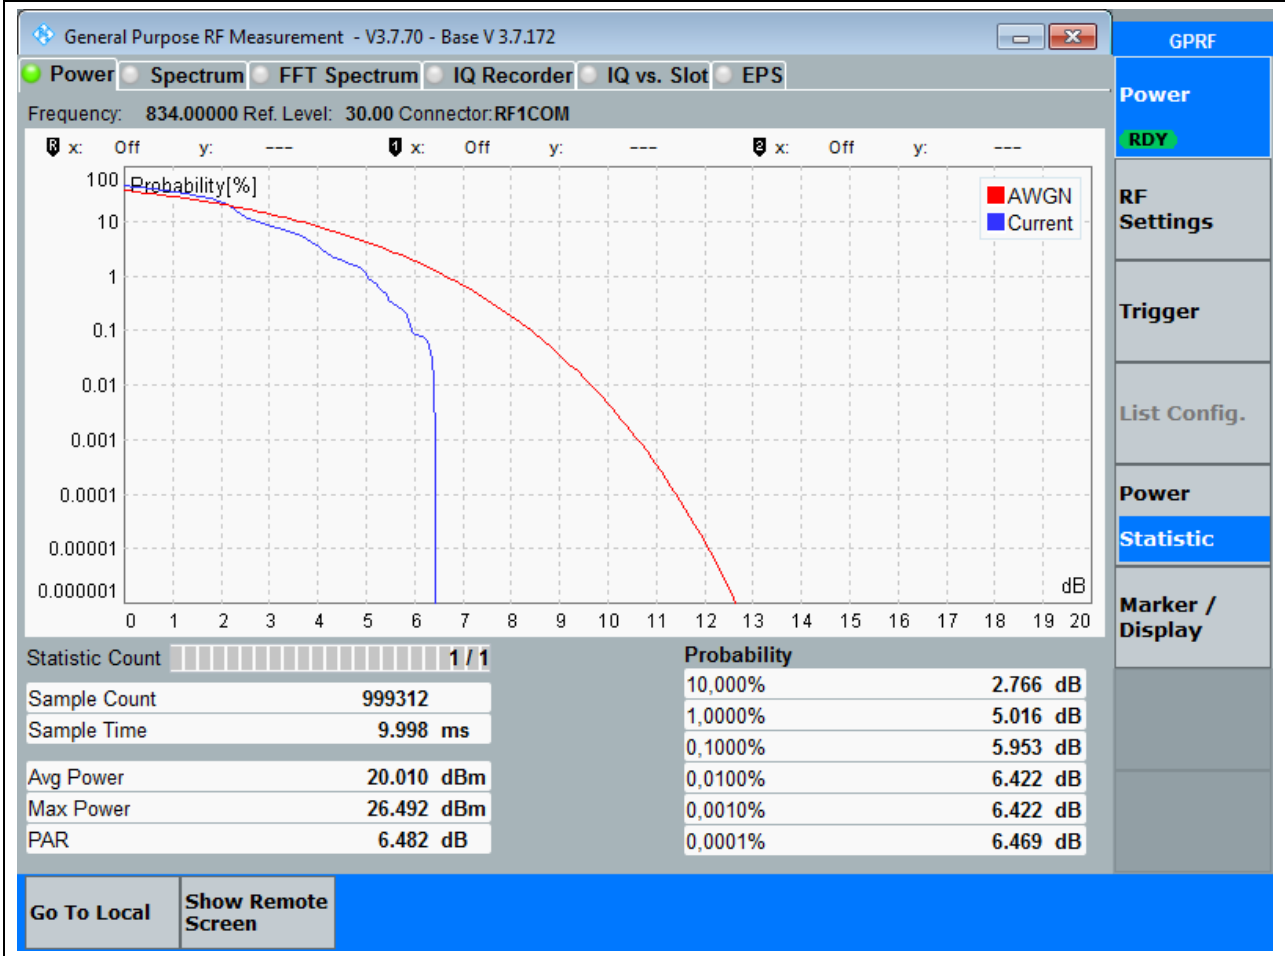 General Purpose RF Measurement - V3.7.70 - Base V 3.7.172
GPRF
Power Spectrum FFT Spectrum IQ Recorder IQ vs. Slot EPS
Frequency: 834.00000 Ref. Level: 30.00 Connector:RF1COM
R x: Off y: --- 1 x: Off y: --- 2 x: Off y: ---
Probability[%]
AWGN
Current
100
10
1
0.1
0.01
0.001
0.0001
0.00001
0.000001
dB
0 1 2 3 4 5 6 7 8 9 10 11 12 13 14 15 16 17 18 19 20
Statistic Count 1 / 1
Sample Count 999312
Sample Time 9.998 ms
Avg Power 20.010 dBm
Max Power 26.492 dBm
PAR 6.482 dB
Probability
10,000% 2.766 dB
1,0000% 5.016 dB
0,1000% 5.953 dB
0,0100% 6.422 dB
0,0010% 6.422 dB
0,0001% 6.469 dB
Power
RDY
RF
Settings
Trigger
List Config.
Power
Statistic
Marker /
Display
Go To Local
Show Remote
Screen